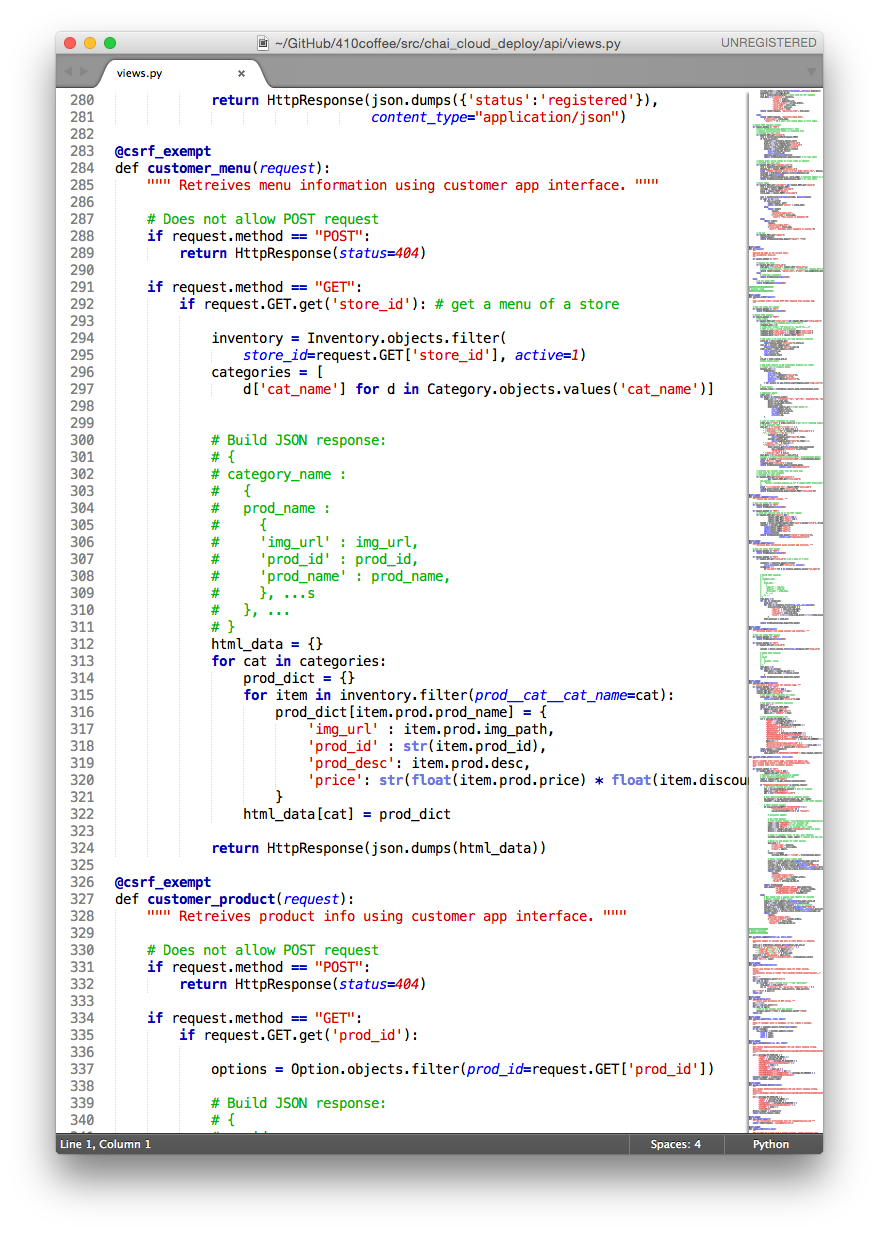 ~/GitHub/410coffee/src/chai_cloud_deploy/api/views.py UNREGISTERED
views.py ×
280 return HttpResponse(json.dumps({'status':'registered'}),
281 content_type="application/json")
282
283 @csrf_exempt
284 def customer_menu(request):
285 """ Retreives menu information using customer app interface. """
286
287 # Does not allow POST request
288 if request.method == "POST":
289 return HttpResponse(status=404)
290
291 if request.method == "GET":
292 if request.GET.get('store_id'): # get a menu of a store
293
294 inventory = Inventory.objects.filter(
295 store_id=request.GET['store_id'], active=1)
296 categories = [
297 d['cat_name'] for d in Category.objects.values('cat_name')]
298
299
300 # Build JSON response:
301 # {
302 # category_name :
303 # {
304 # prod_name :
305 # {
306 # 'img_url' : img_url,
307 # 'prod_id' : prod_id,
308 # 'prod_name' : prod_name,
309 # }, ...s
310 # }, ...
311 # }
312 html_data = {}
313 for cat in categories:
314 prod_dict = {}
315 for item in inventory.filter(prod__cat__cat_name=cat):
316 prod_dict[item.prod.prod_name] = {
317 'img_url' : item.prod.img_path,
318 'prod_id' : str(item.prod_id),
319 'prod_desc': item.prod.desc,
320 'price': str(float(item.prod.price) * float(item.discou
321 }
322 html_data[cat] = prod_dict
323
324 return HttpResponse(json.dumps(html_data))
325
326 @csrf_exempt
327 def customer_product(request):
328 """ Retreives product info using customer app interface. """
329
330 # Does not allow POST request
331 if request.method == "POST":
332 return HttpResponse(status=404)
333
334 if request.method == "GET":
335 if request.GET.get('prod_id'):
336
337 options = Option.objects.filter(prod_id=request.GET['prod_id'])
338
339 # Build JSON response:
340 # {
Line 1, Column 1 Spaces: 4 Python